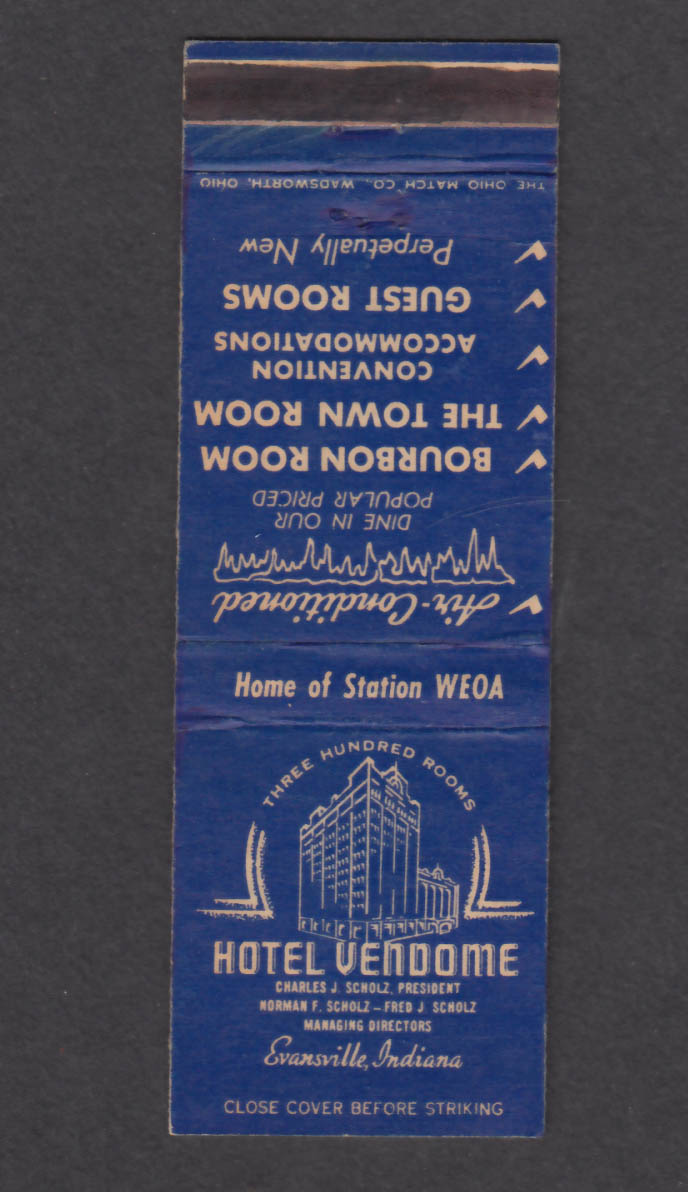 Home of Station WEOA
THREE HUNDRED ROOMS
HOTEL VENDOME
CHARLES J. SCHOLZ, PRESIDENT
NORMAN F. SCHOLZ – FRED J. SCHOLZ
MANAGING DIRECTORS
Evansville, Indiana
CLOSE COVER BEFORE STRIKING
✓ Air-Conditioned
DINE IN OUR
POPULAR PRICED
✓ BOURBON ROOM
✓ THE TOWN ROOM
✓ CONVENTION
ACCOMMODATIONS
✓ GUEST ROOMS
✓ Perpetually New
THE OHIO MATCH CO., WADSWORTH, OHIO